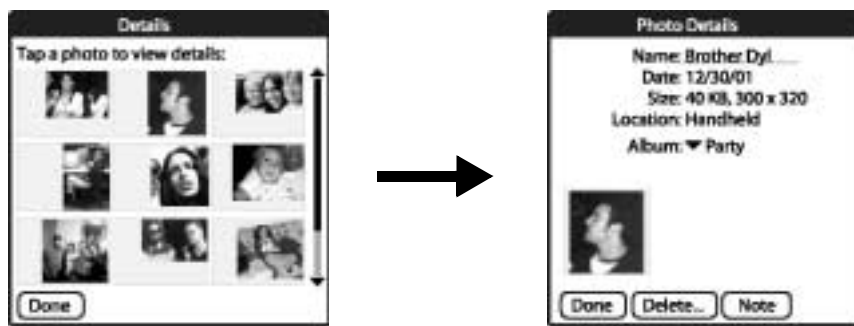 Details
Tap a photo to view details:
Done
Photo Details
Name: Brother Dyl
Date: 12/30/01
Size: 40 KB, 300 x 320
Location: Handheld
Album: Party
Done
Delete...
Note